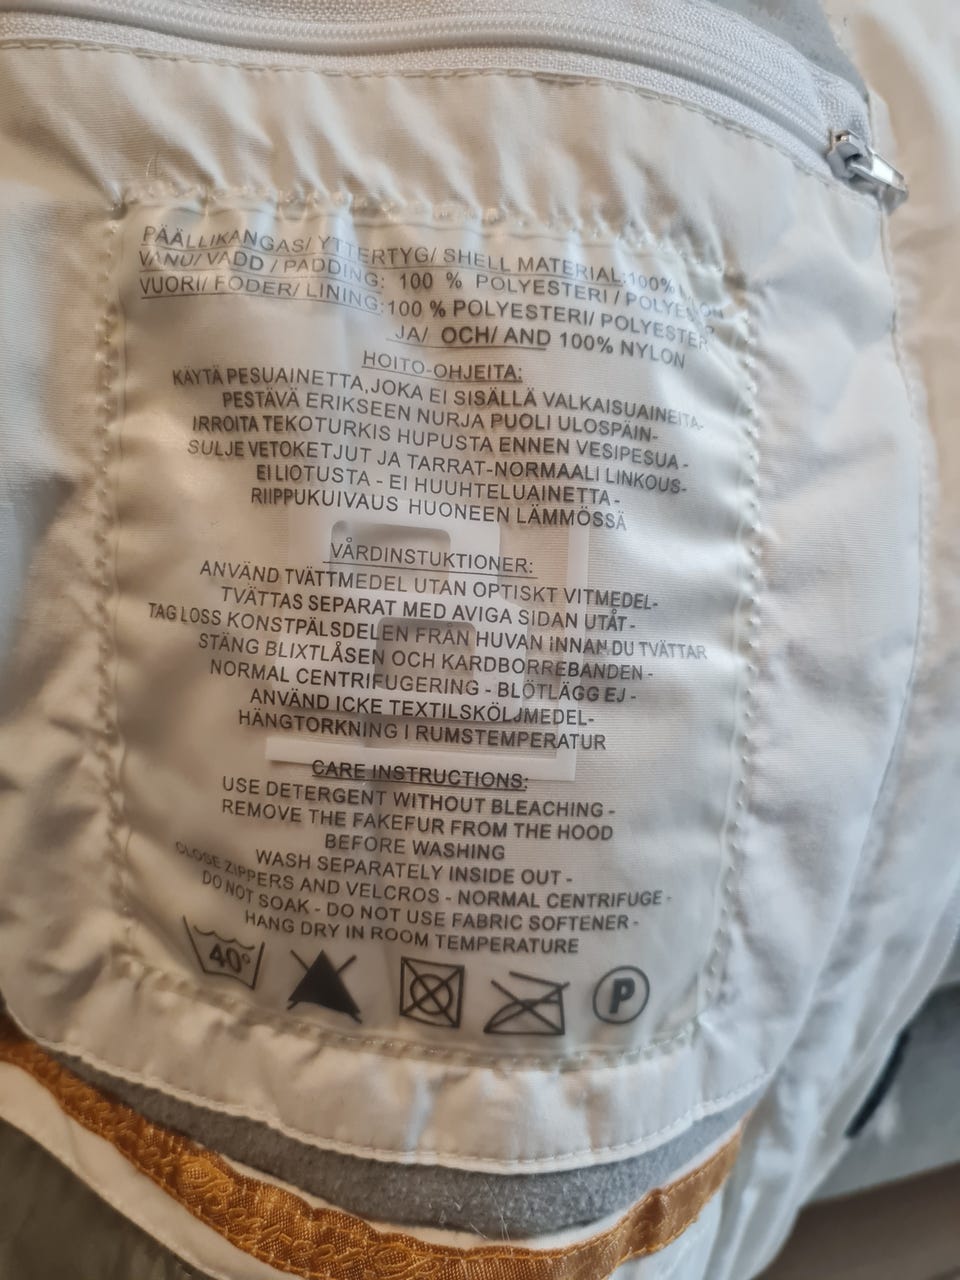 PÄÄLLIKANGAS/ YTTERTYG/ SHELL MATERIAL:100% NYLON
VANU/ VADD / PADDING: 100 % POLYESTERI / POLYESTER
VUORI/ FODER/ LINING:100 % POLYESTERI/ POLYESTER
JA/ OCH/ AND 100% NYLON
HOITO-OHJEITA:
KÄYTÄ PESUAINETTA,JOKA EI SISÄLLÄ VALKAISUAINEITA-
PESTÄVÄ ERIKSEEN NURJA PUOLI ULOSPÄIN-
IRROITA TEKOTURKIS HUPUSTA ENNEN VESIPESUA -
SULJE VETOKETJUT JA TARRAT-NORMAALI LINKOUS-
EI LIOTUSTA - EI HUUHTELUAINETTA -
RIIPPUKUIVAUS HUONEEN LÄMMÖSSÄ
VÅRDINSTUKTIONER:
ANVÄND TVÄTTMEDEL UTAN OPTISKT VITMEDEL-
TVÄTTAS SEPARAT MED AVIGA SIDAN UTÅT -
TAG LOSS KONSTPÄLSDELEN FRÅN HUVAN INNAN DU TVÄTTAR
STÄNG BLIXTLÅSEN OCH KARDBORREBANDEN -
NORMAL CENTRIFUGERING - BLÖTLÄGG EJ -
ANVÄND ICKE TEXTILSKÖLJMEDEL-
HÄNGTORKNING I RUMSTEMPERATUR
CARE INSTRUCTIONS:
USE DETERGENT WITHOUT BLEACHING -
REMOVE THE FAKEFUR FROM THE HOOD
BEFORE WASHING
WASH SEPARATELY INSIDE OUT -
CLOSE ZIPPERS AND VELCROS - NORMAL CENTRIFUGE -
DO NOT SOAK - DO NOT USE FABRIC SOFTENER -
HANG DRY IN ROOM TEMPERATURE
40° P